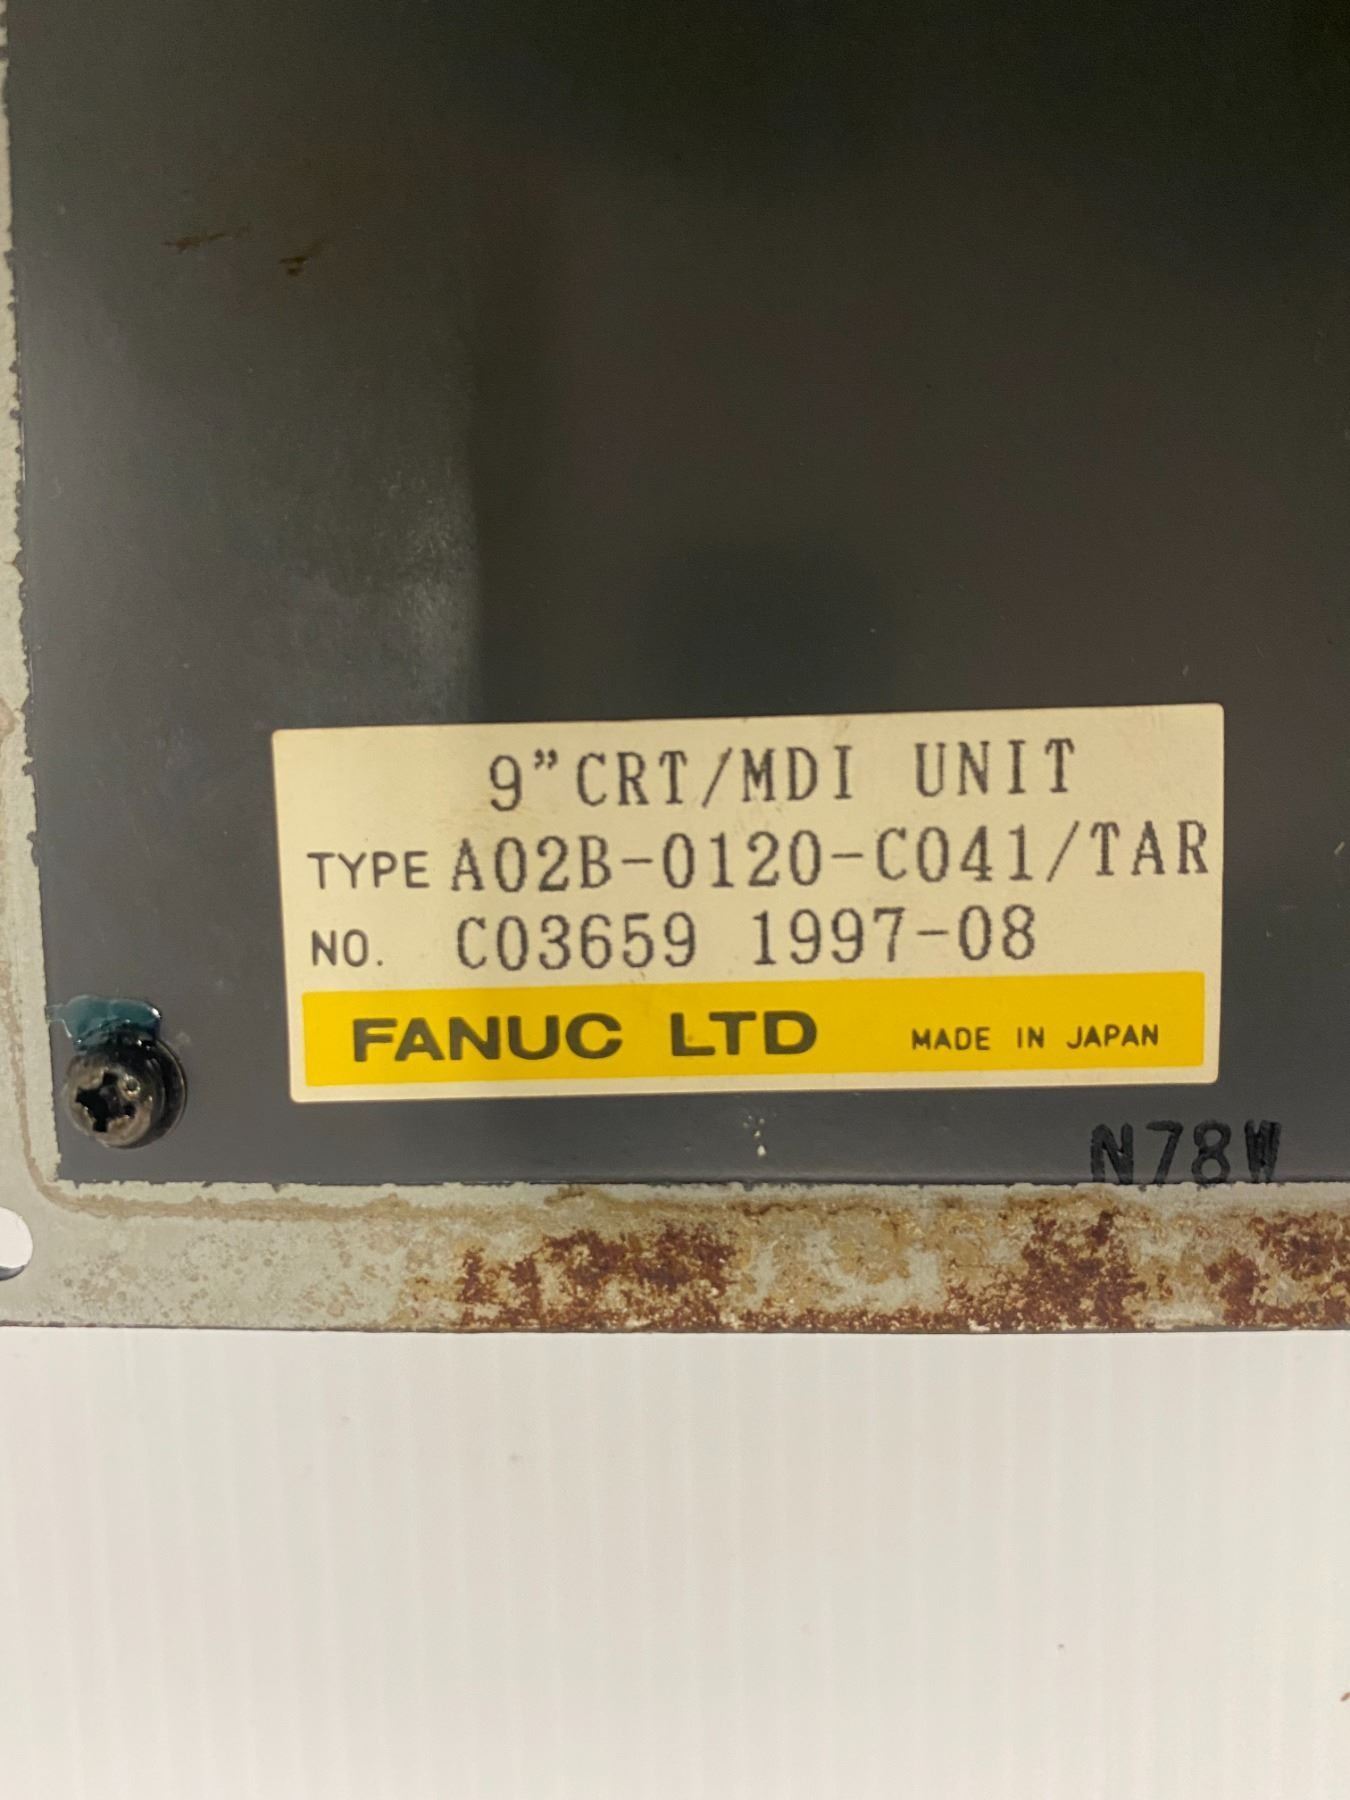 9”CRT/MDI UNIT
TYPE A02B-0120-C041/TAR
NO. C03659 1997-08
FANUC LTD MADE IN JAPAN
N78W